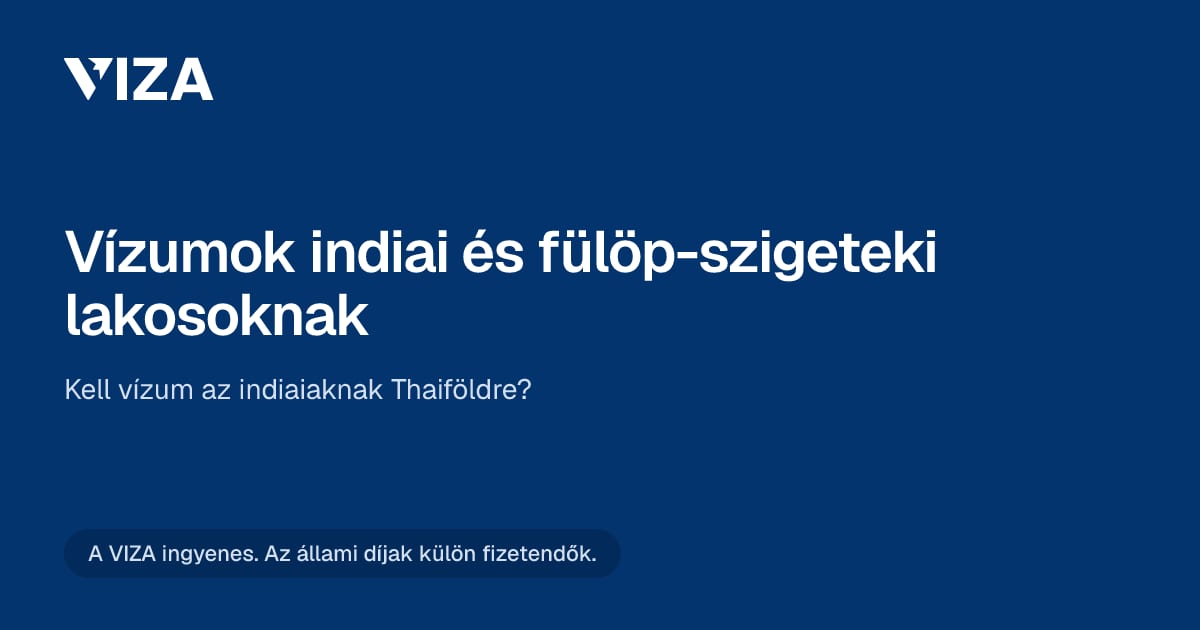 VIZA
Vízumok indiai és fülöp-szigeteki
lakosoknak
Kell vízum az indiaiaknak Thaiföldre?
A VIZA ingyenes. Az állami díjak külön fizetendők.